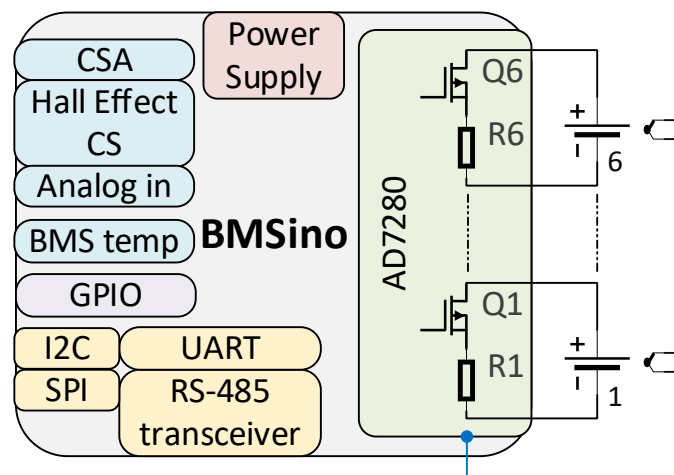 Power
Supply
CSA
Hall Effect
CS
Analog in
BMS temp
BMSino
GPIO
I2C
UART
SPI
RS-485
transceiver
AD7280
Q6
R6
+
-
6
Q1
R1
+
-
1